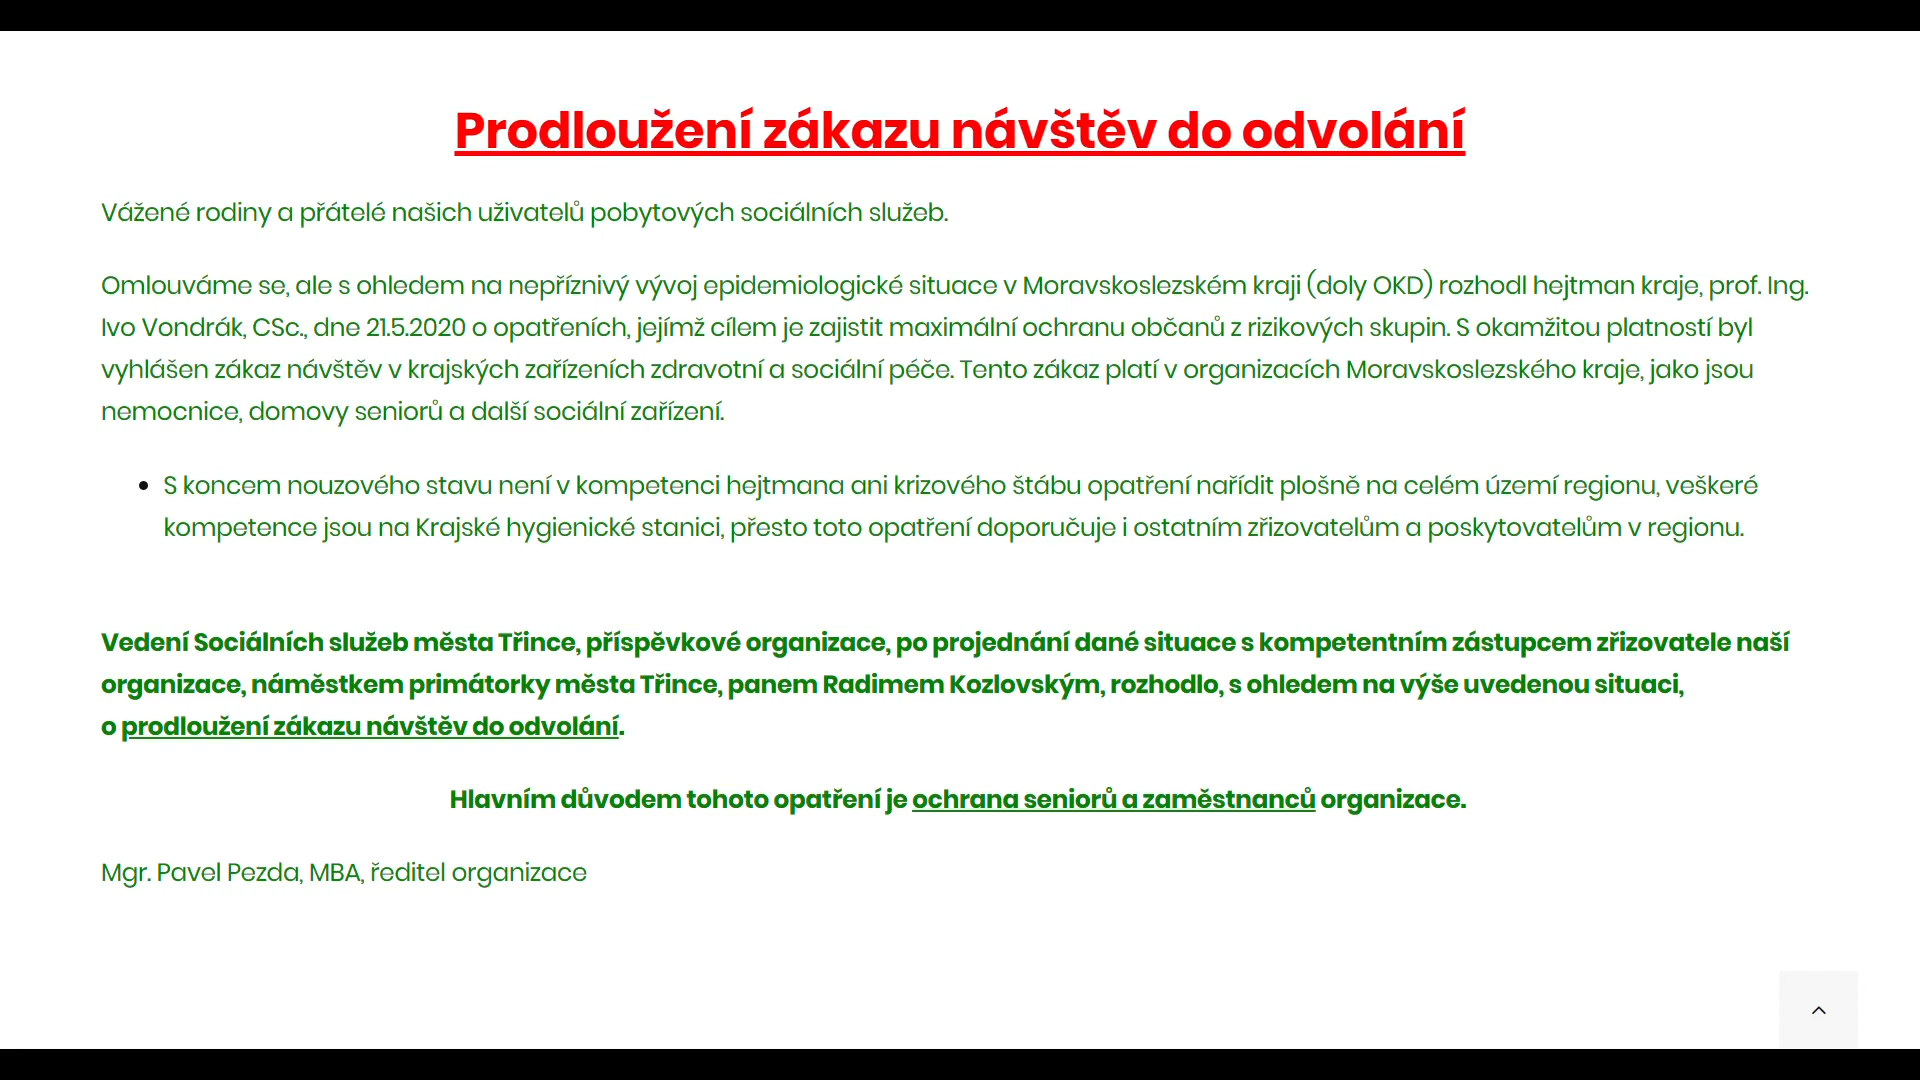 Prodloužení zákazu návštěv do odvolání
Vážené rodiny a přátelé našich uživatelů pobytových sociálních služeb.
Omlouváme se, ale s ohledem na nepříznivý vývoj epidemiologické situace v Moravskoslezském kraji (doly OKD) rozhodl hejtman kraje, prof. Ing.
Ivo Vondrák, CSc., dne 21.5.2020 o opatřeních, jejímž cílem je zajistit maximální ochranu občanů z rizikových skupin. S okamžitou platností byl
vyhlášen zákaz návštěv v krajských zařízeních zdravotní a sociální péče. Tento zákaz platí v organizacích Moravskoslezského kraje, jako jsou
nemocnice, domovy seniorů a další sociální zařízení.
• S koncem nouzového stavu není v kompetenci hejtmana ani krizového štábu opatření nařídit plošně na celém území regionu, veškeré
kompetence jsou na Krajské hygienické stanici, přesto toto opatření doporučuje i ostatním zřizovatelům a poskytovatelům v regionu.
Vedení Sociálních služeb města Třince, příspěvkové organizace, po projednání dané situace s kompetentním zástupcem zřizovatele naší
organizace, náměstkem primátorky města Třince, panem Radimem Kozlovským, rozhodlo, s ohledem na výše uvedenou situaci,
o prodloužení zákazu návštěv do odvolání.
Hlavním důvodem tohoto opatření je ochrana seniorů a zaměstnanců organizace.
Mgr. Pavel Pezda, MBA, ředitel organizace